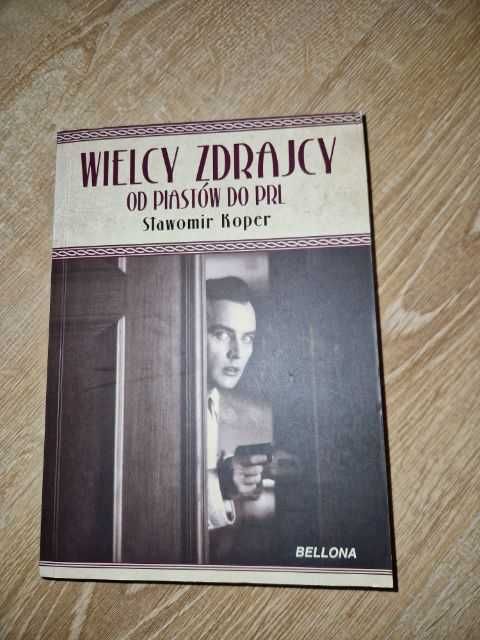 WIELCY ZDRAJCY
OD PIASTÓW DO PRL
Sławomir Koper
BELLONA